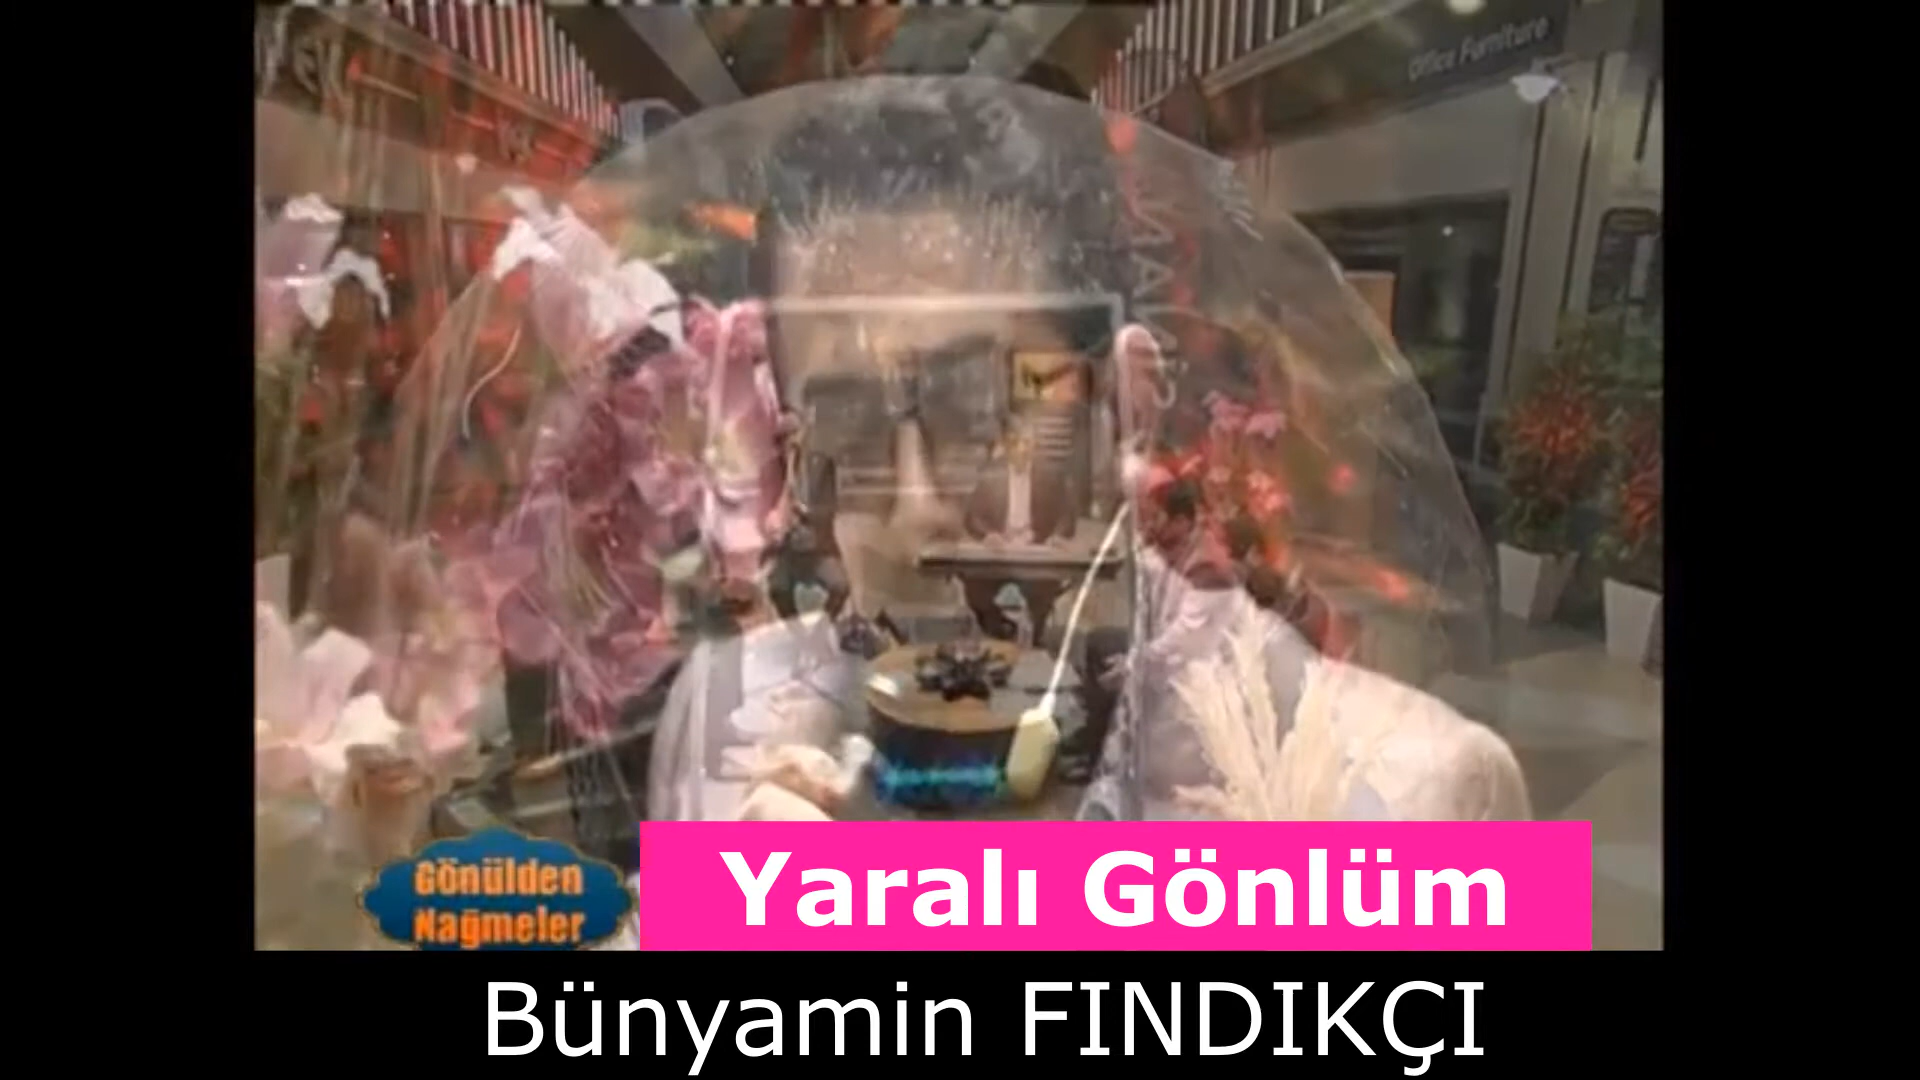 Office Furniture
Gönülden
Nağmeler
Yaralı Gönlüm
Bünyamin FINDIKÇI